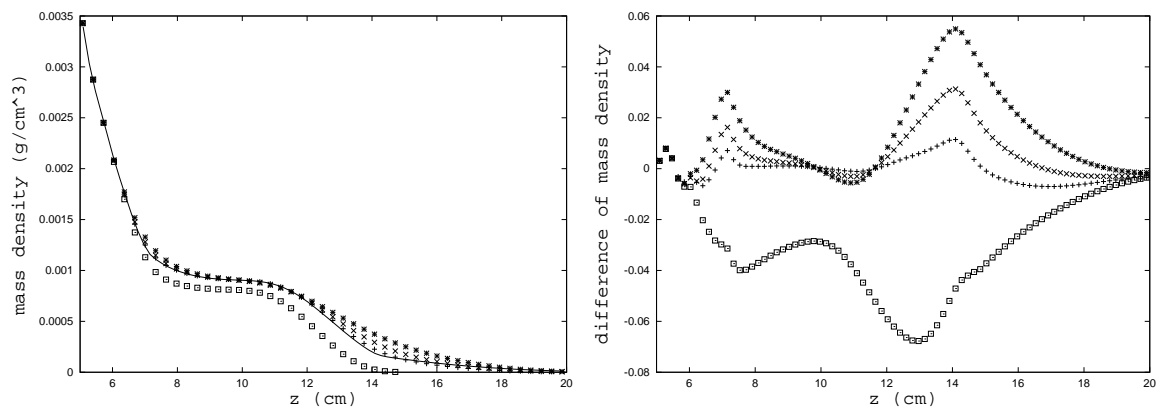 mass density (g/cm^3)
0.0035
0.003
0.0025
0.002
0.0015
0.001
0.0005
0
6 8 10 12 14 16 18 20
z (cm)
difference of mass density
0.06
0.04
0.02
0
-0.02
-0.04
-0.06
-0.08
6 8 10 12 14 16 18 20
z (cm)